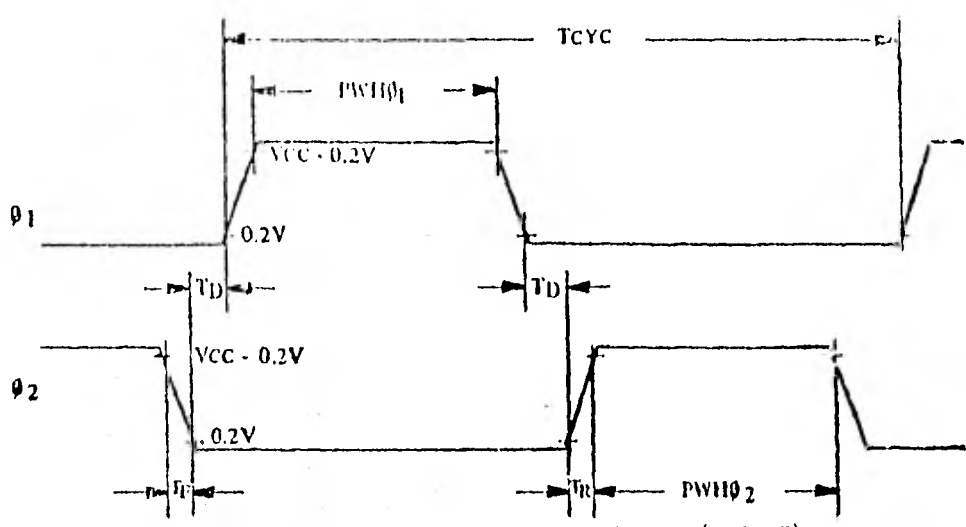 TCYC
PWHø1
VCC - 0.2V
ø1
0.2V
TD
TD
VCC - 0.2V
ø2
0.2V
TF
TR
PWHø2